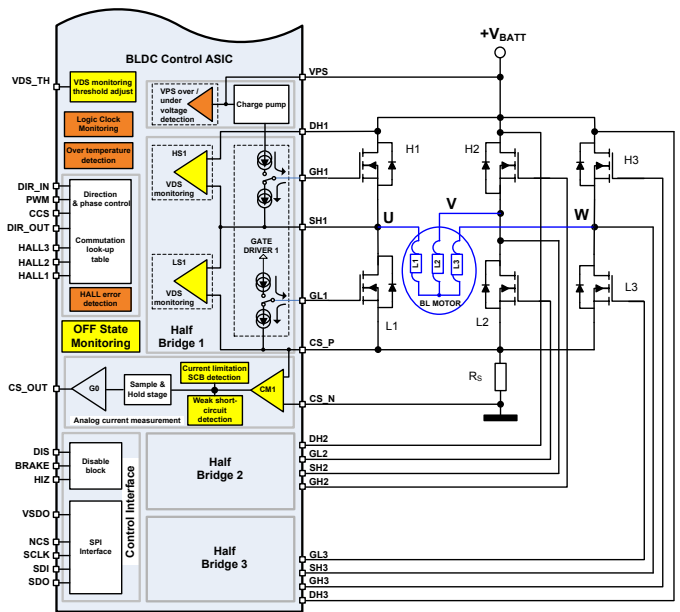 BLDC Control ASIC
+VBATT
VDS_TH
VDS monitoring
threshold adjust
Logic Clock
Monitoring
Over temperature
detection
VPS over /
under
voltage
detection
Charge pump
VPS
DH1
GH1
SH1
GL1
CS_P
CS_N
HS1
VDS
monitoring
LS1
VDS
monitoring
GATE
DRIVER 1
Half
Bridge 1
DIR_IN
PWM
CCS
DIR_OUT
HALL3
HALL2
HALL1
Direction
& phase control
Commutation
look-up
table
HALL error
detection
OFF State
Monitoring
H1
H2
H3
U
V
W
L1
L2
L3
BL MOTOR
L1
L2
L3
RS
CS_OUT
G0
Sample &
Hold stage
Current limitation
SCB detection
Weak short-
circuit
detection
CM1
Analog current measurement
DIS
BRAKE
HIZ
Disable
block
VSDO
NCS
SCLK
SDI
SDO
SPI
Interface
Control Interface
Half
Bridge 2
Half
Bridge 3
DH2
GL2
SH2
GH2
GL3
SH3
GH3
DH3